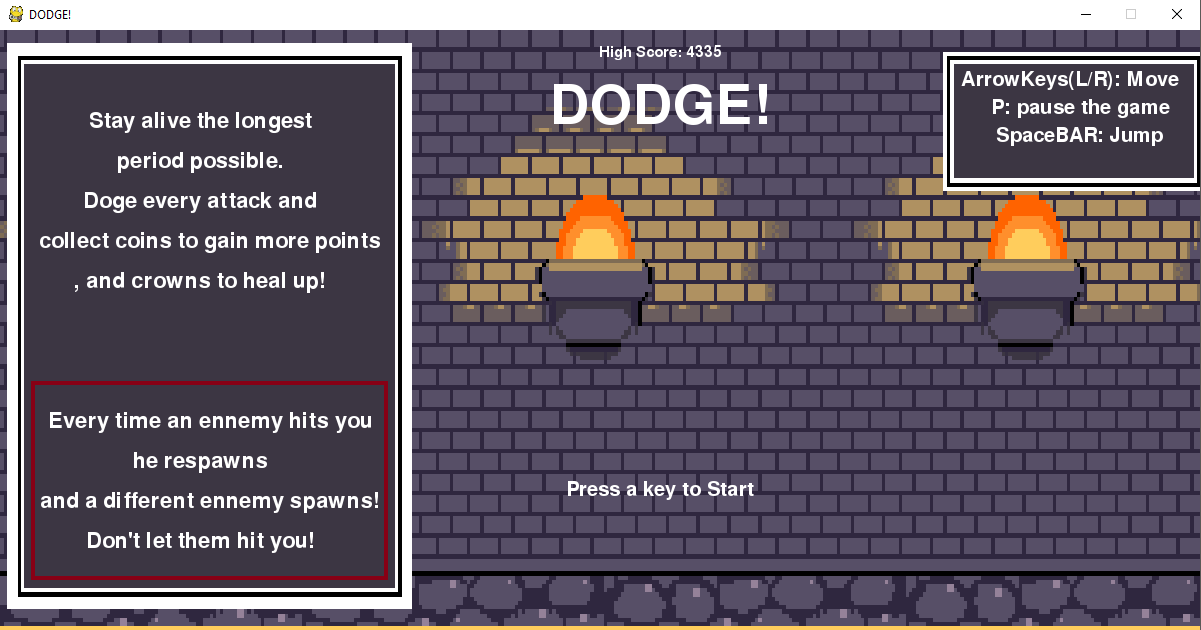 DODGE!
High Score: 4335
DODGE!
Stay alive the longest
period possible.
Doge every attack and
collect coins to gain more points
, and crowns to heal up!
Every time an ennemy hits you
he respawns
and a different ennemy spawns!
Don't let them hit you!
ArrowKeys(L/R): Move
P: pause the game
SpaceBAR: Jump
Press a key to Start